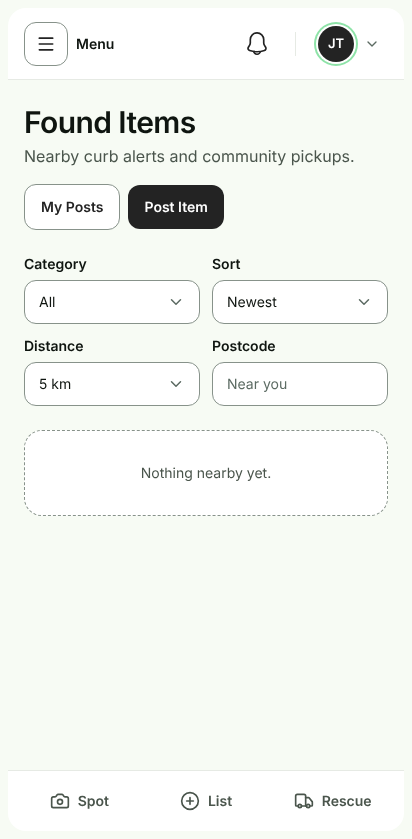 Menu
JT
Found Items
Nearby curb alerts and community pickups.
My Posts
Post Item
Category
Sort
All
Newest
Distance
Postcode
5 km
Near you
Nothing nearby yet.
Spot
List
Rescue